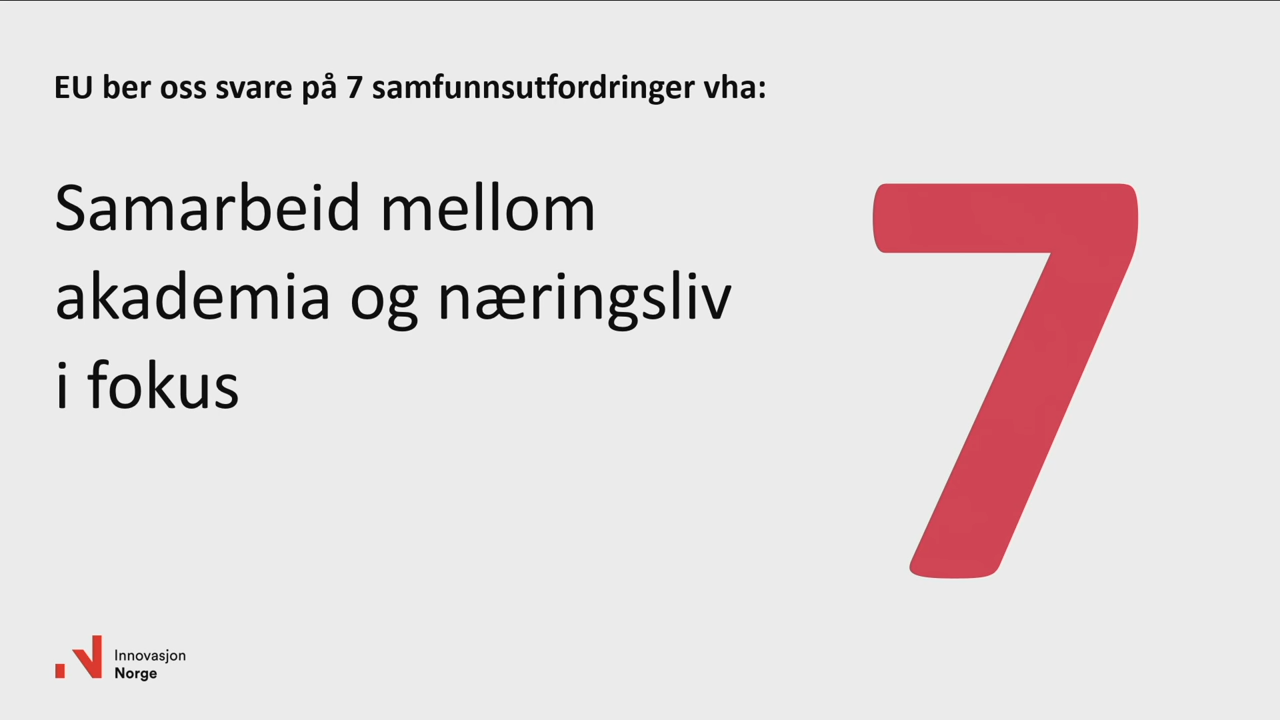 EU ber oss svare på 7 samfunnsutfordringer vha:
Samarbeid mellom
akademia og næringsliv
i fokus
7
Innovasjon
Norge